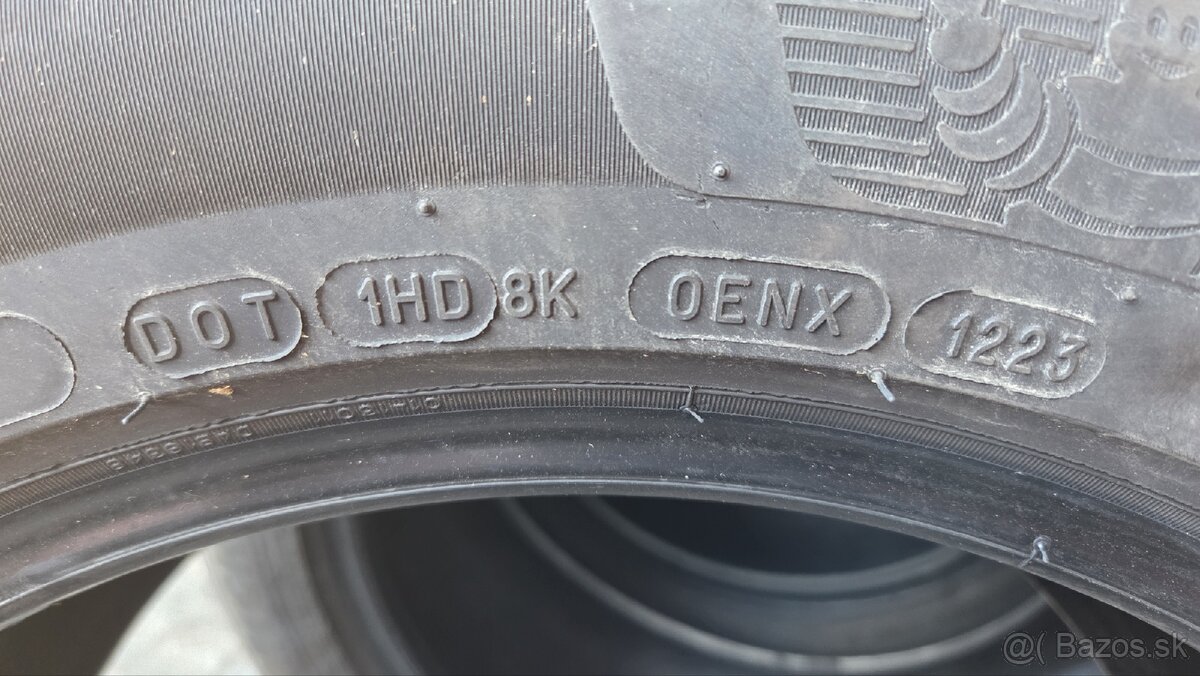 DOT 1HD 8K 0ENX 1223
@( Bazos.sk